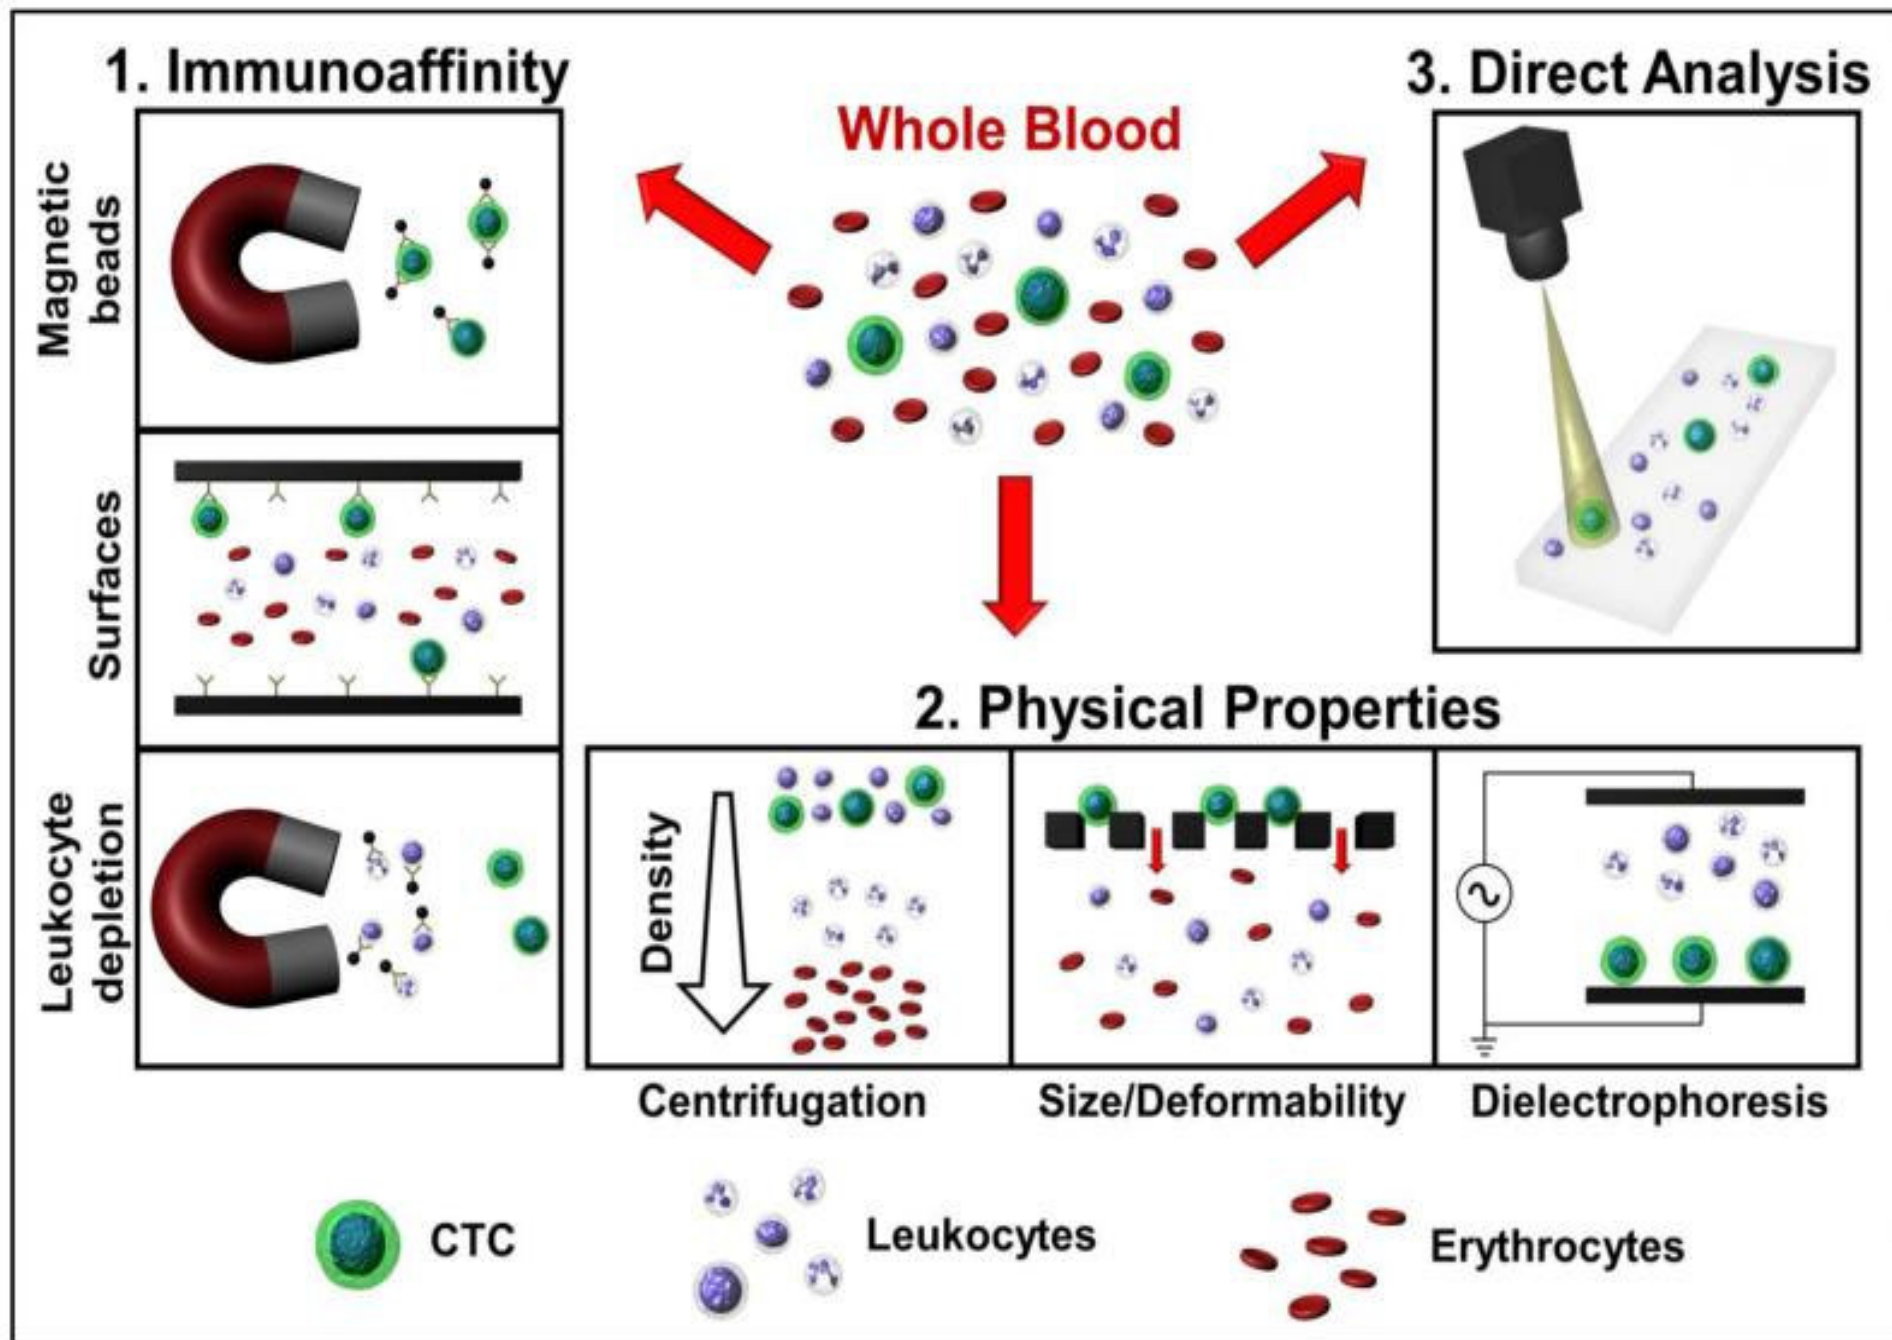 1. Immunoaffinity
Magnetic
beads
Surfaces
Leukocyte
depletion
Whole Blood
3. Direct Analysis
2. Physical Properties
Density
Centrifugation
Size/Deformability
Dielectrophoresis
CTC
Leukocytes
Erythrocytes